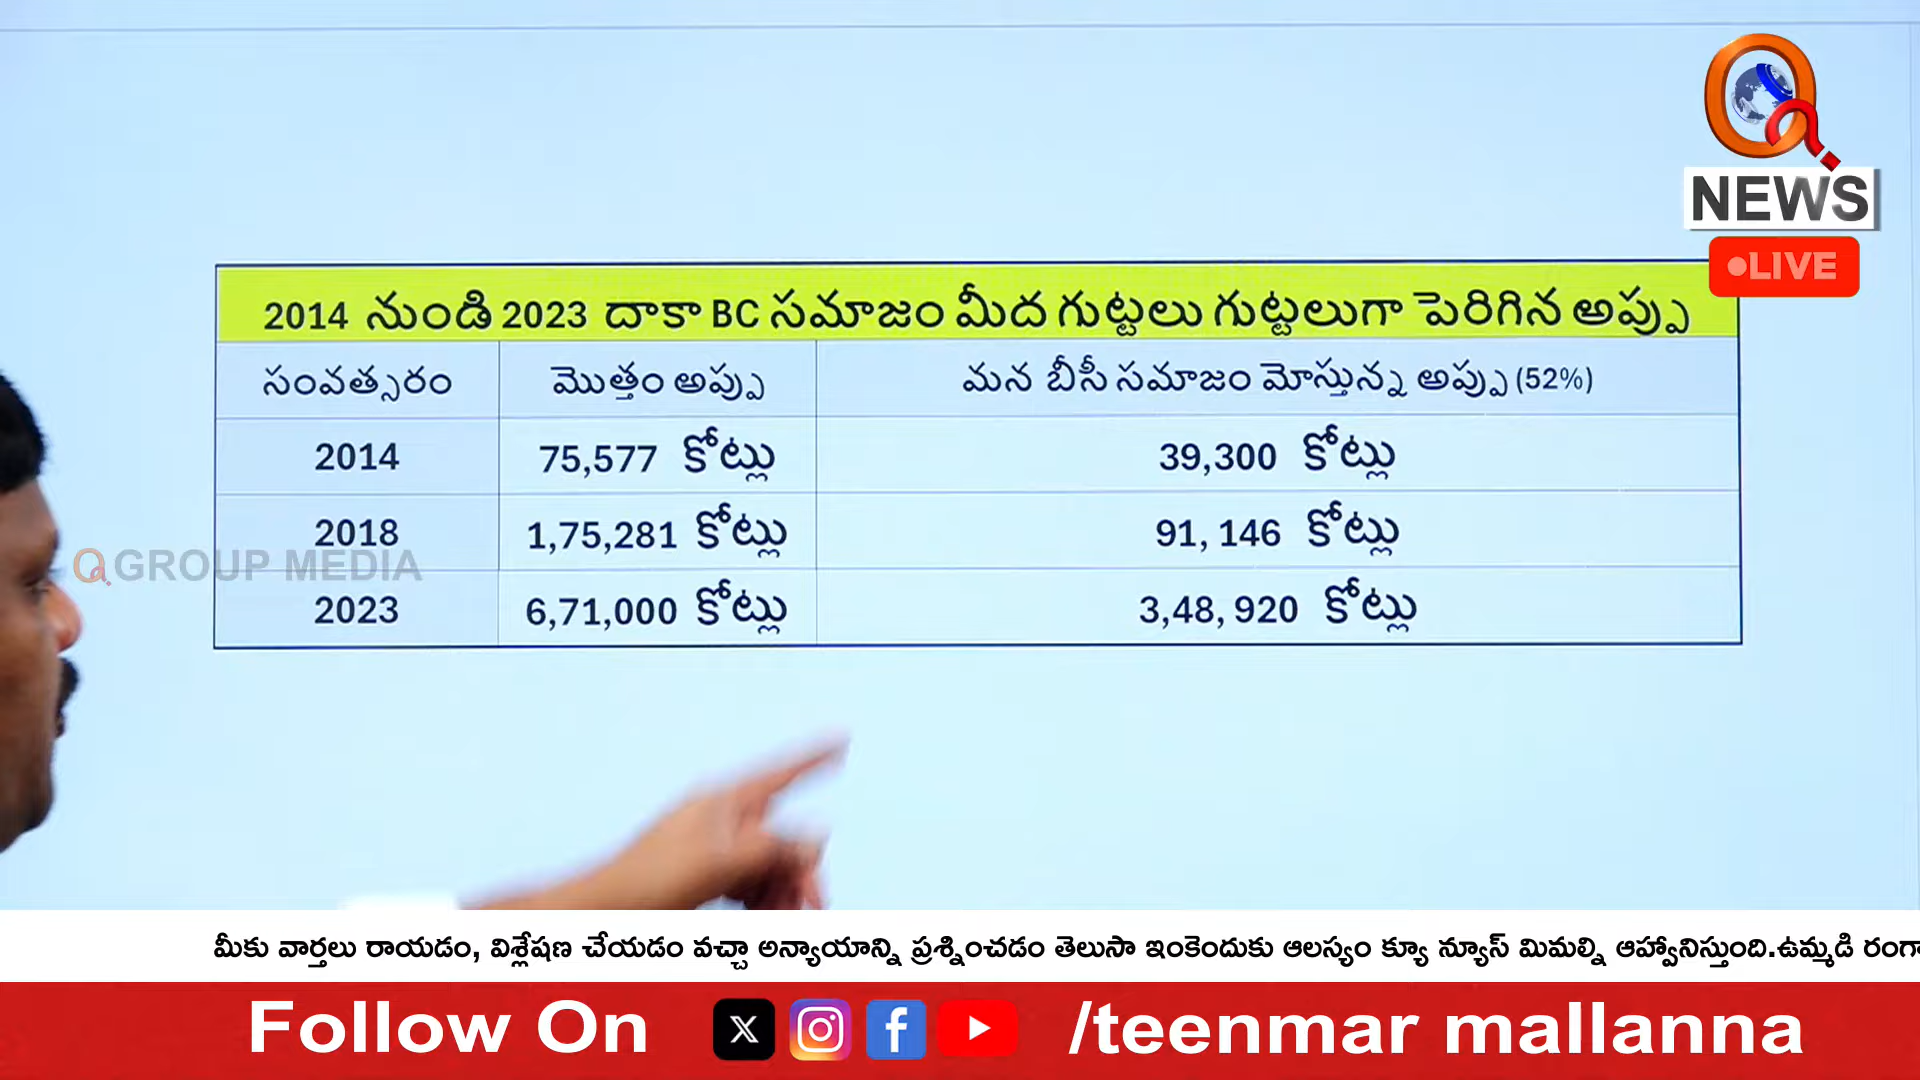 Q
NEWS
LIVE
2014 నుండి 2023 దాకా BC సమాజం మీద గుట్టలు గుట్టలుగా పెరిగిన అప్పు
సంవత్సరం మొత్తం అప్పు మన బీసీ సమాజం మోస్తున్న అప్పు (52%)
2014 75,577 కోట్లు 39,300 కోట్లు
2018 1,75,281 కోట్లు 91, 146 కోట్లు
Q GROUP MEDIA
2023 6,71,000 కోట్లు 3,48, 920 కోట్లు
మీకు వార్తలు రాయడం, విశ్లేషణ చేయడం వచ్చా అన్యాయాన్ని ప్రశ్నించడం తెలుసా ఇంకెందుకు ఆలస్యం క్యూ న్యూస్ మిమల్ని ఆహ్వానిస్తుంది.ఉమ్మడి
Follow On /teenmar mallanna